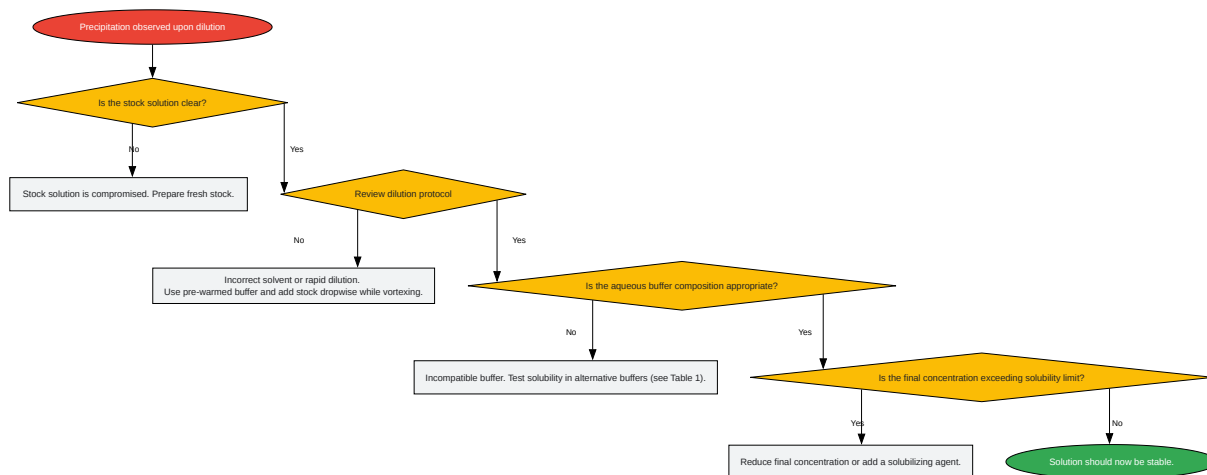 Precipitation observed upon dilution
Is the stock solution clear?
No
Yes
Stock solution is compromised. Prepare fresh stock.
Review dilution protocol
No
Yes
Incorrect solvent or rapid dilution.
Use pre-warmed buffer and add stock dropwise while vortexing.
Is the aqueous buffer composition appropriate?
No
Yes
Incompatible buffer. Test solubility in alternative buffers (see Table 1).
Is the final concentration exceeding solubility limit?
Yes
No
Reduce final concentration or add a solubilizing agent.
Solution should now be stable.